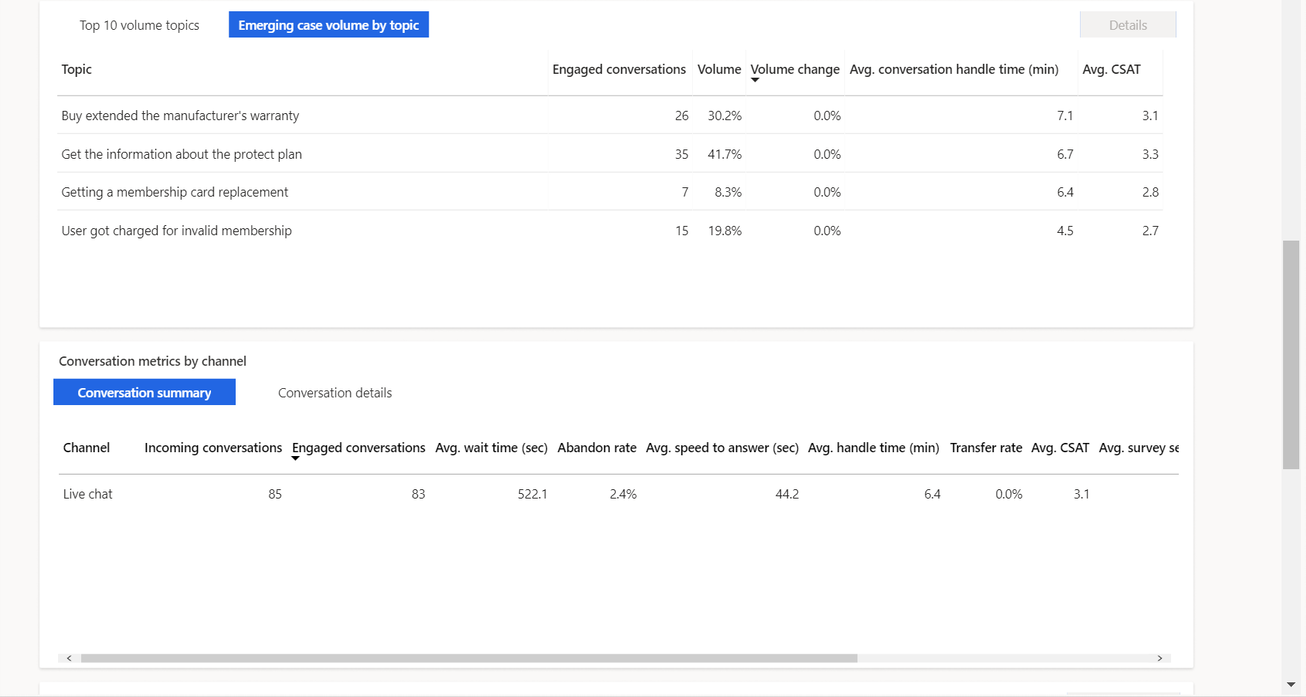 Top 10 volume topics Emerging case volume by topic Details
Topic Engaged conversations Volume Volume change Avg. conversation handle time (min) Avg. CSAT
Buy extended the manufacturer's warranty 26 30.2% 0.0% 7.1 3.1
Get the information about the protect plan 35 41.7% 0.0% 6.7 3.3
Getting a membership card replacement 7 8.3% 0.0% 6.4 2.8
User got charged for invalid membership 15 19.8% 0.0% 4.5 2.7
Conversation metrics by channel
Conversation summary Conversation details
Channel Incoming conversations Engaged conversations Avg. wait time (sec) Abandon rate Avg. speed to answer (sec) Avg. handle time (min) Transfer rate Avg. CSAT Avg. survey se
Live chat 85 83 522.1 2.4% 44.2 6.4 0.0% 3.1